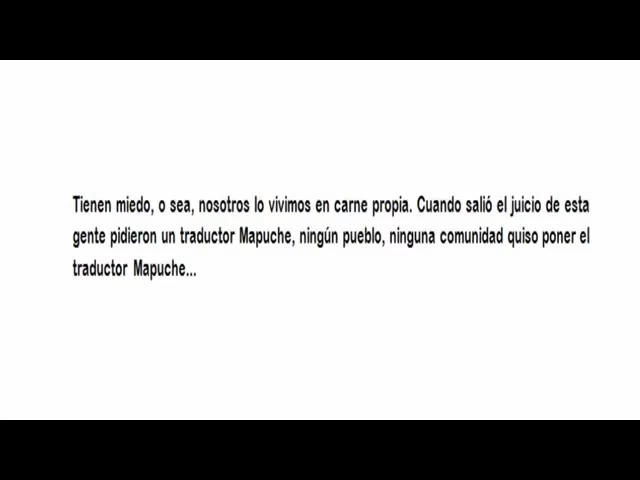 Tienen miedo, o sea, nosotros lo vivimos en carne propia. Cuando salió el juicio de esta
gente pidieron un traductor Mapuche, ningún pueblo, ninguna comunidad quiso poner el
traductor Mapuche...